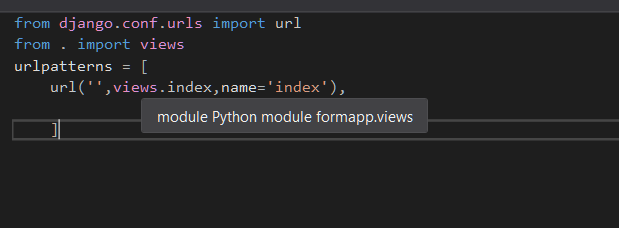 from django.conf.urls import url
from . import views
urlpatterns = [
url('',views.index,name='index'),
module Python module formapp.views
]